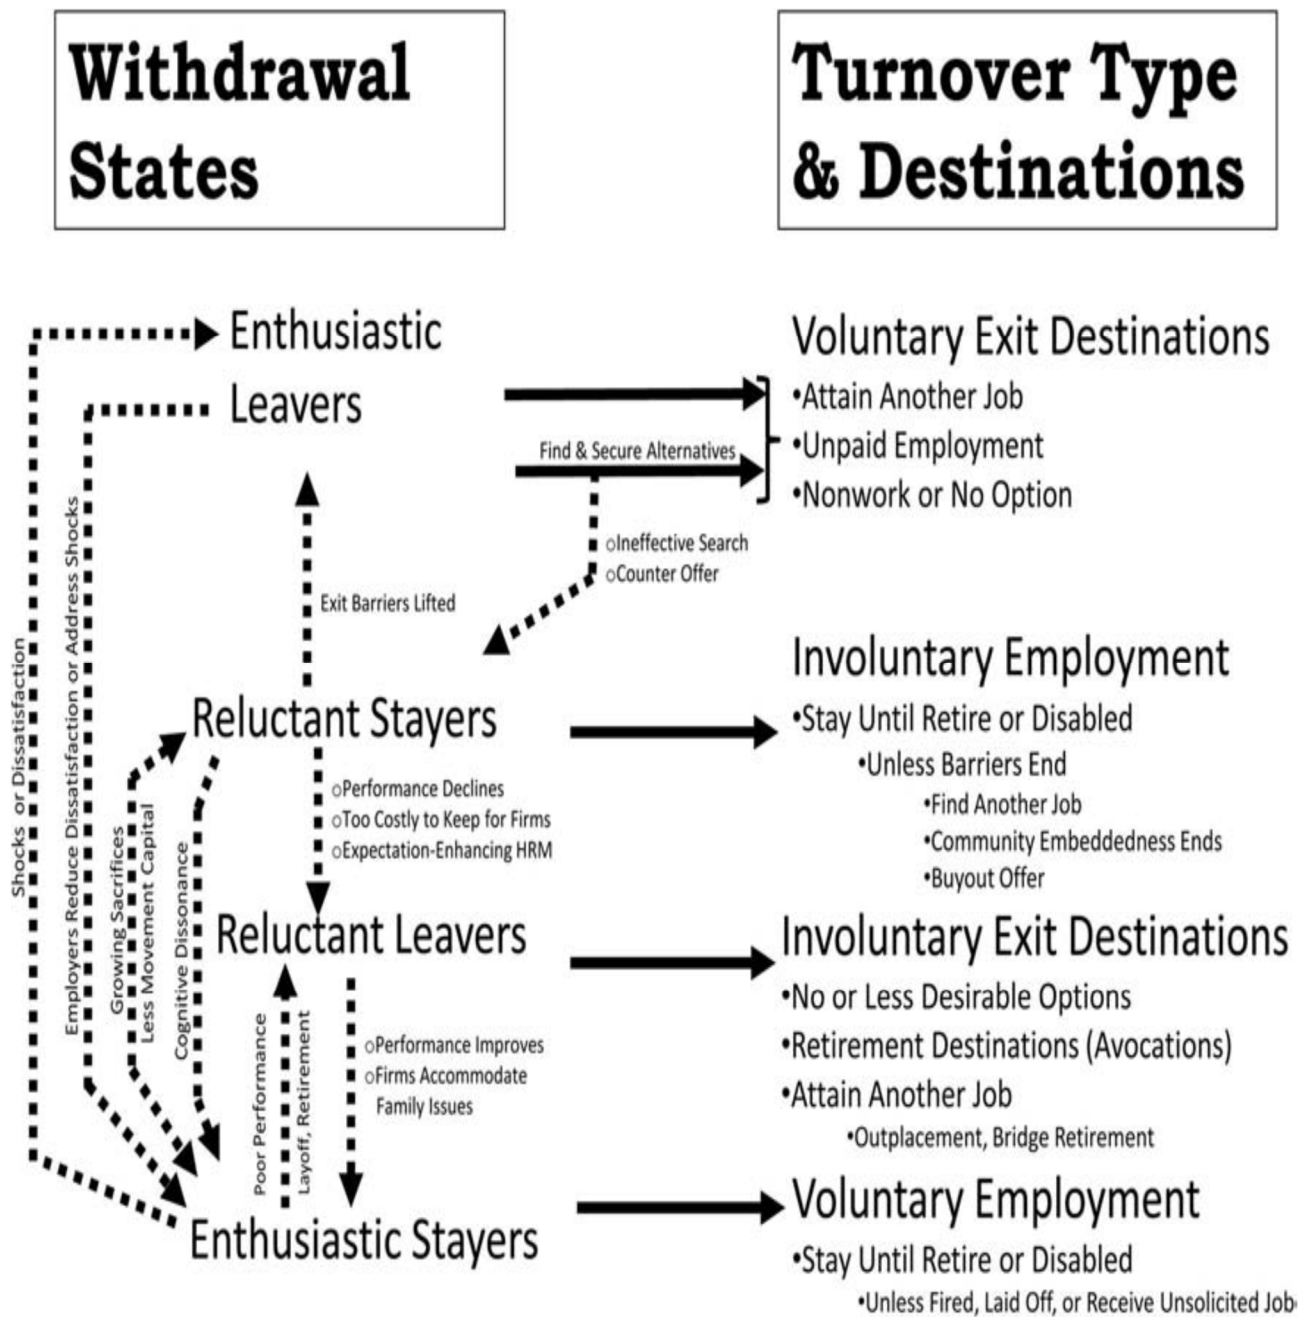 Withdrawal
States
Turnover Type
& Destinations
Enthusiastic
Leavers
Voluntary Exit Destinations
•Attain Another Job
•Unpaid Employment
•Nonwork or No Option
Find & Secure Alternatives
○Ineffective Search
○Counter Offer
Exit Barriers Lifted
Shocks or Dissatisfaction
Employers Reduce Dissatisfaction or Address Shocks
Growing Sacrifices
Less Movement Capital
Cognitive Dissonance
Reluctant Stayers
Involuntary Employment
•Stay Until Retire or Disabled
•Unless Barriers End
•Find Another Job
•Community Embeddedness Ends
•Buyout Offer
○Performance Declines
○Too Costly to Keep for Firms
○Expectation-Enhancing HRM
Reluctant Leavers
Involuntary Exit Destinations
•No or Less Desirable Options
•Retirement Destinations (Avocations)
•Attain Another Job
•Outplacement, Bridge Retirement
Poor Performance
Layoff, Retirement
○Performance Improves
○Firms Accommodate
Family Issues
Enthusiastic Stayers
Voluntary Employment
•Stay Until Retire or Disabled
•Unless Fired, Laid Off, or Receive Unsolicited Job